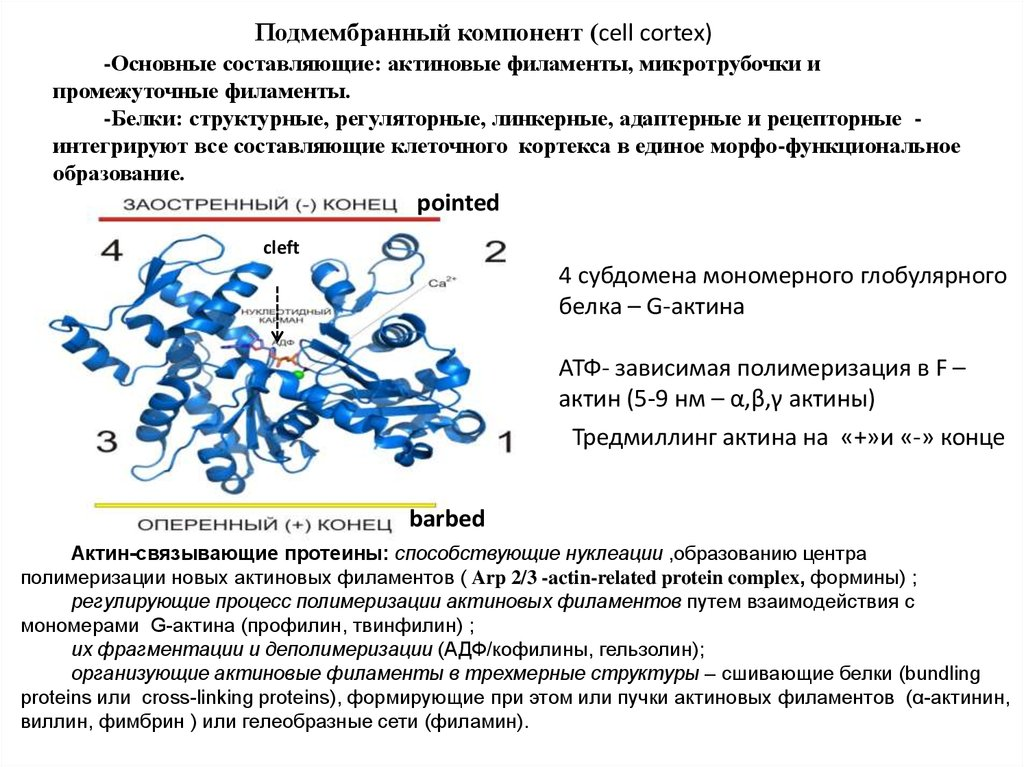 Подмембранный компонент (cell cortex)
-Основные составляющие: актиновые филаменты, микротрубочки и
промежуточные филаменты.
-Белки: структурные, регуляторные, линкерные, адаптерные и рецепторные -
интегрируют все составляющие клеточного кортекса в единое морфо-функциональное
образование.
ЗАОСТРЕННЫЙ (-) КОНЕЦ pointed
4 cleft 2
Ca²⁺
НУКЛЕОТИДНЫЙ
КАРМАН
АДФ
3 1
ОПЕРЕННЫЙ (+) КОНЕЦ barbed
4 субдомена мономерного глобулярного
белка – G-актина
АТФ- зависимая полимеризация в F –
актин (5-9 нм – α,β,γ актины)
Тредмиллинг актина на «+»и «-» конце
Актин-связывающие протеины: способствующие нуклеации ,образованию центра
полимеризации новых актиновых филаментов ( Arp 2/3 -actin-related protein complex, формины) ;
регулирующие процесс полимеризации актиновых филаментов путем взаимодействия с
мономерами G-актина (профилин, твинфилин) ;
их фрагментации и деполимеризации (АДФ/кофилины, гельзолин);
организующие актиновые филаменты в трехмерные структуры – сшивающие белки (bundling
proteins или cross-linking proteins), формирующие при этом или пучки актиновых филаментов (α-актинин,
виллин, фимбрин ) или гелеобразные сети (филамин).